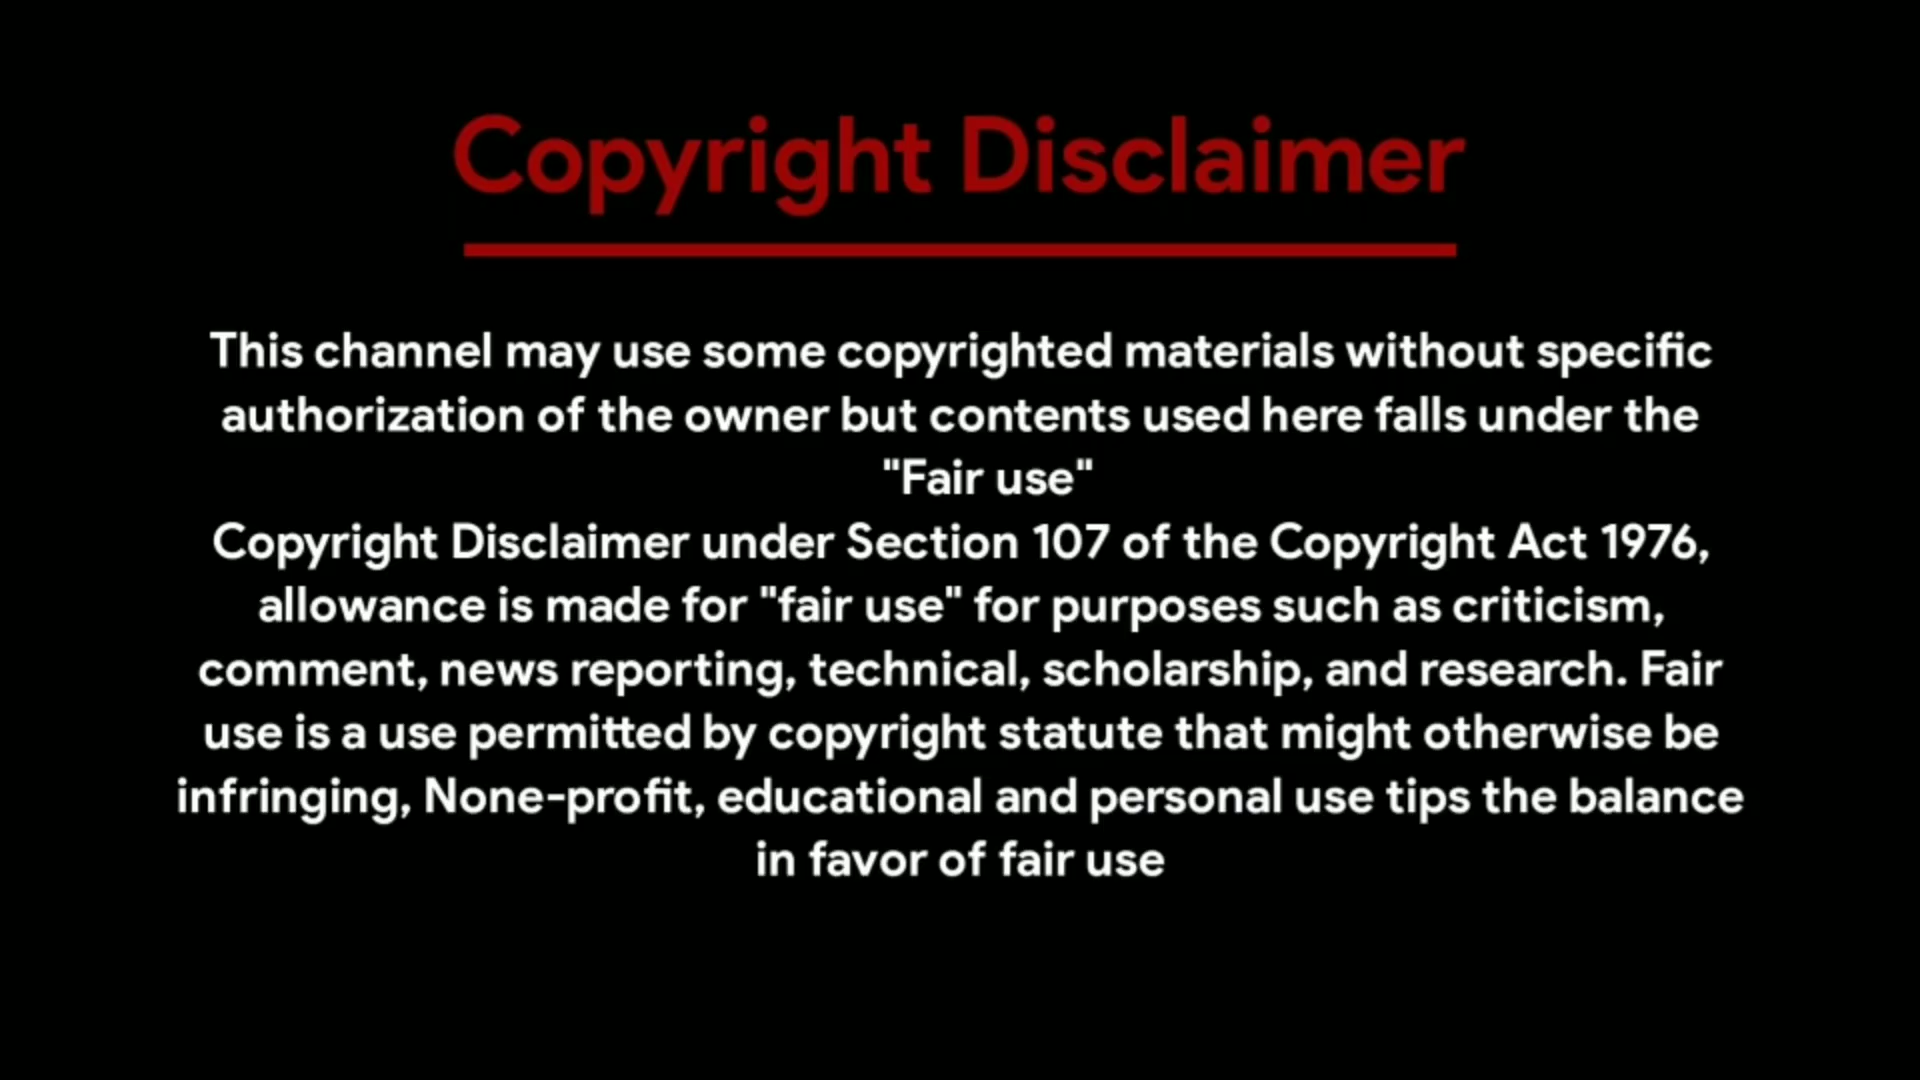 Copyright Disclaimer
This channel may use some copyrighted materials without specific
authorization of the owner but contents used here falls under the
"Fair use"
Copyright Disclaimer under Section 107 of the Copyright Act 1976,
allowance is made for "fair use" for purposes such as criticism,
comment, news reporting, technical, scholarship, and research. Fair
use is a use permitted by copyright statute that might otherwise be
infringing, None-profit, educational and personal use tips the balance
in favor of fair use